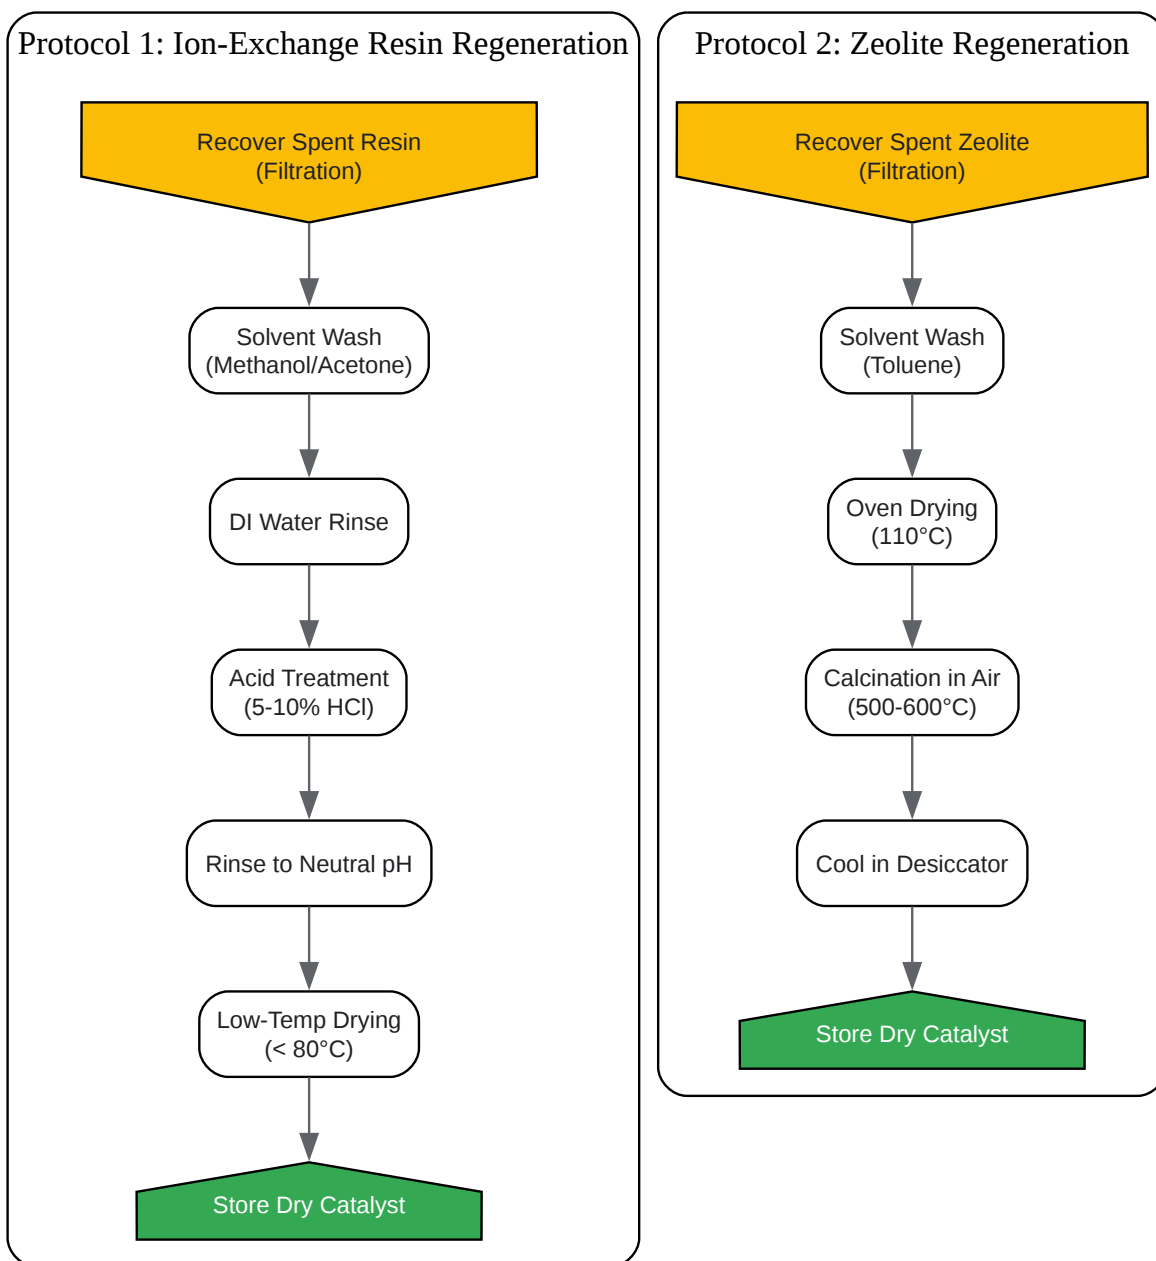 Protocol 1: Ion-Exchange Resin Regeneration
Recover Spent Resin
(Filtration)
Solvent Wash
(Methanol/Acetone)
DI Water Rinse
Acid Treatment
(5-10% HCl)
Rinse to Neutral pH
Low-Temp Drying
(< 80°C)
Store Dry Catalyst
Protocol 2: Zeolite Regeneration
Recover Spent Zeolite
(Filtration)
Solvent Wash
(Toluene)
Oven Drying
(110°C)
Calcination in Air
(500-600°C)
Cool in Desiccator
Store Dry Catalyst